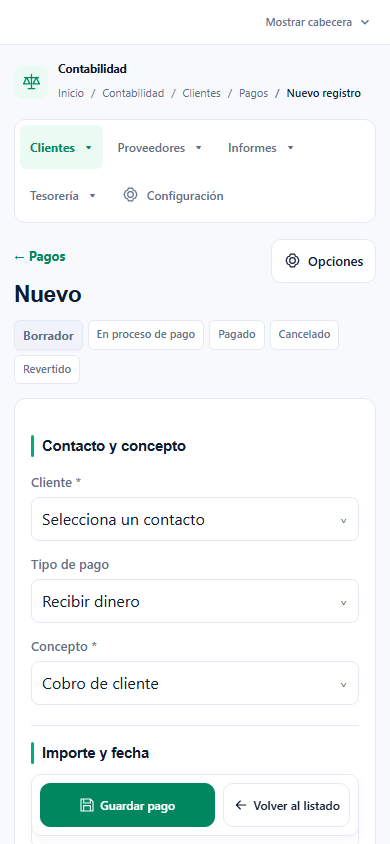 Mostrar cabecera
Contabilidad
Inicio / Contabilidad / Clientes / Pagos / Nuevo registro
Clientes Proveedores Informes
Tesorería Configuración
← Pagos
Opciones
Nuevo
Borrador En proceso de pago Pagado Cancelado
Revertido
Contacto y concepto
Cliente *
Selecciona un contacto
Tipo de pago
Recibir dinero
Concepto *
Cobro de cliente
Importe y fecha
Guardar pago ← Volver al listado